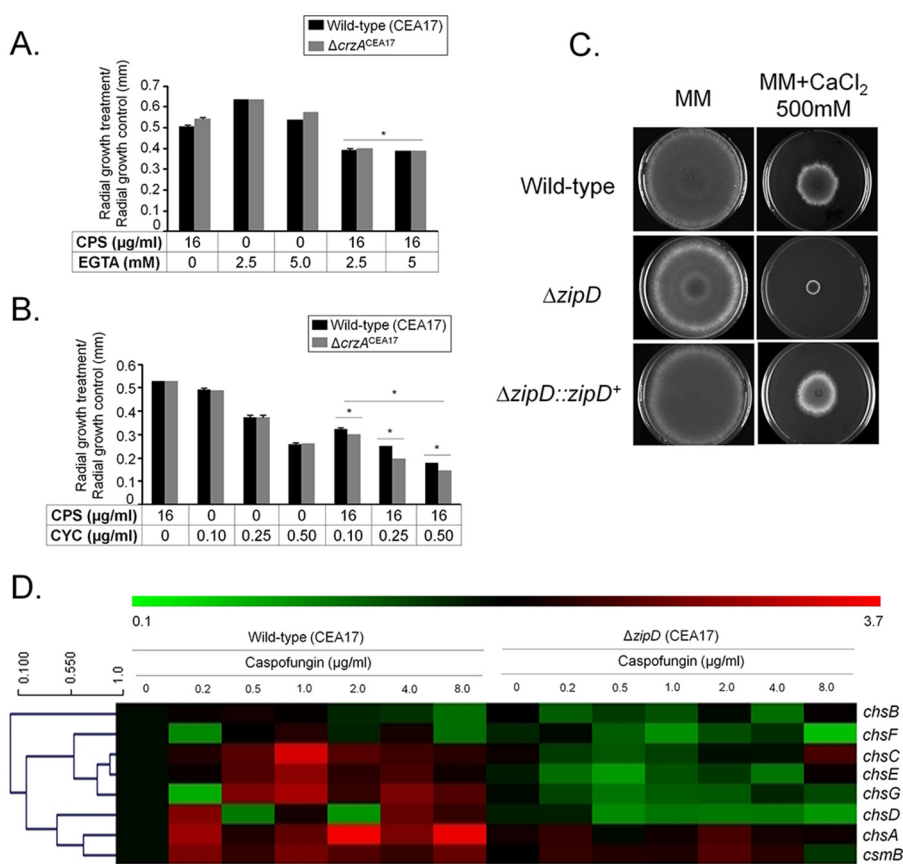 A.
Wild-type (CEA17)
ΔcrzA^CEA17
Radial growth treatment/
Radial growth control (mm)
0.7
0.6
0.5
0.4
0.3
0.2
0.1
0
*
CPS (µg/ml) 16 0 0 16 16
EGTA (mM) 0 2.5 5.0 2.5 5
B.
Wild-type (CEA17)
ΔcrzA^CEA17
Radial growth treatment/
Radial growth control (mm)
0.6
0.5
0.4
0.3
0.2
0.1
0
* * * *
CPS (µg/ml) 16 0 0 0 16 16 16
CYC (µg/ml) 0 0.10 0.25 0.50 0.10 0.25 0.50
C.
MM MM+CaCl₂
500mM
Wild-type
ΔzipD
ΔzipD::zipD⁺
D.
0.1 3.7
Wild-type (CEA17) ΔzipD (CEA17)
Caspofungin (µg/ml) Caspofungin (µg/ml)
0.100 0.550 1.0
0 0.2 0.5 1.0 2.0 4.0 8.0 0 0.2 0.5 1.0 2.0 4.0 8.0
chsB
chsF
chsC
chsE
chsG
chsD
chsA
csmB